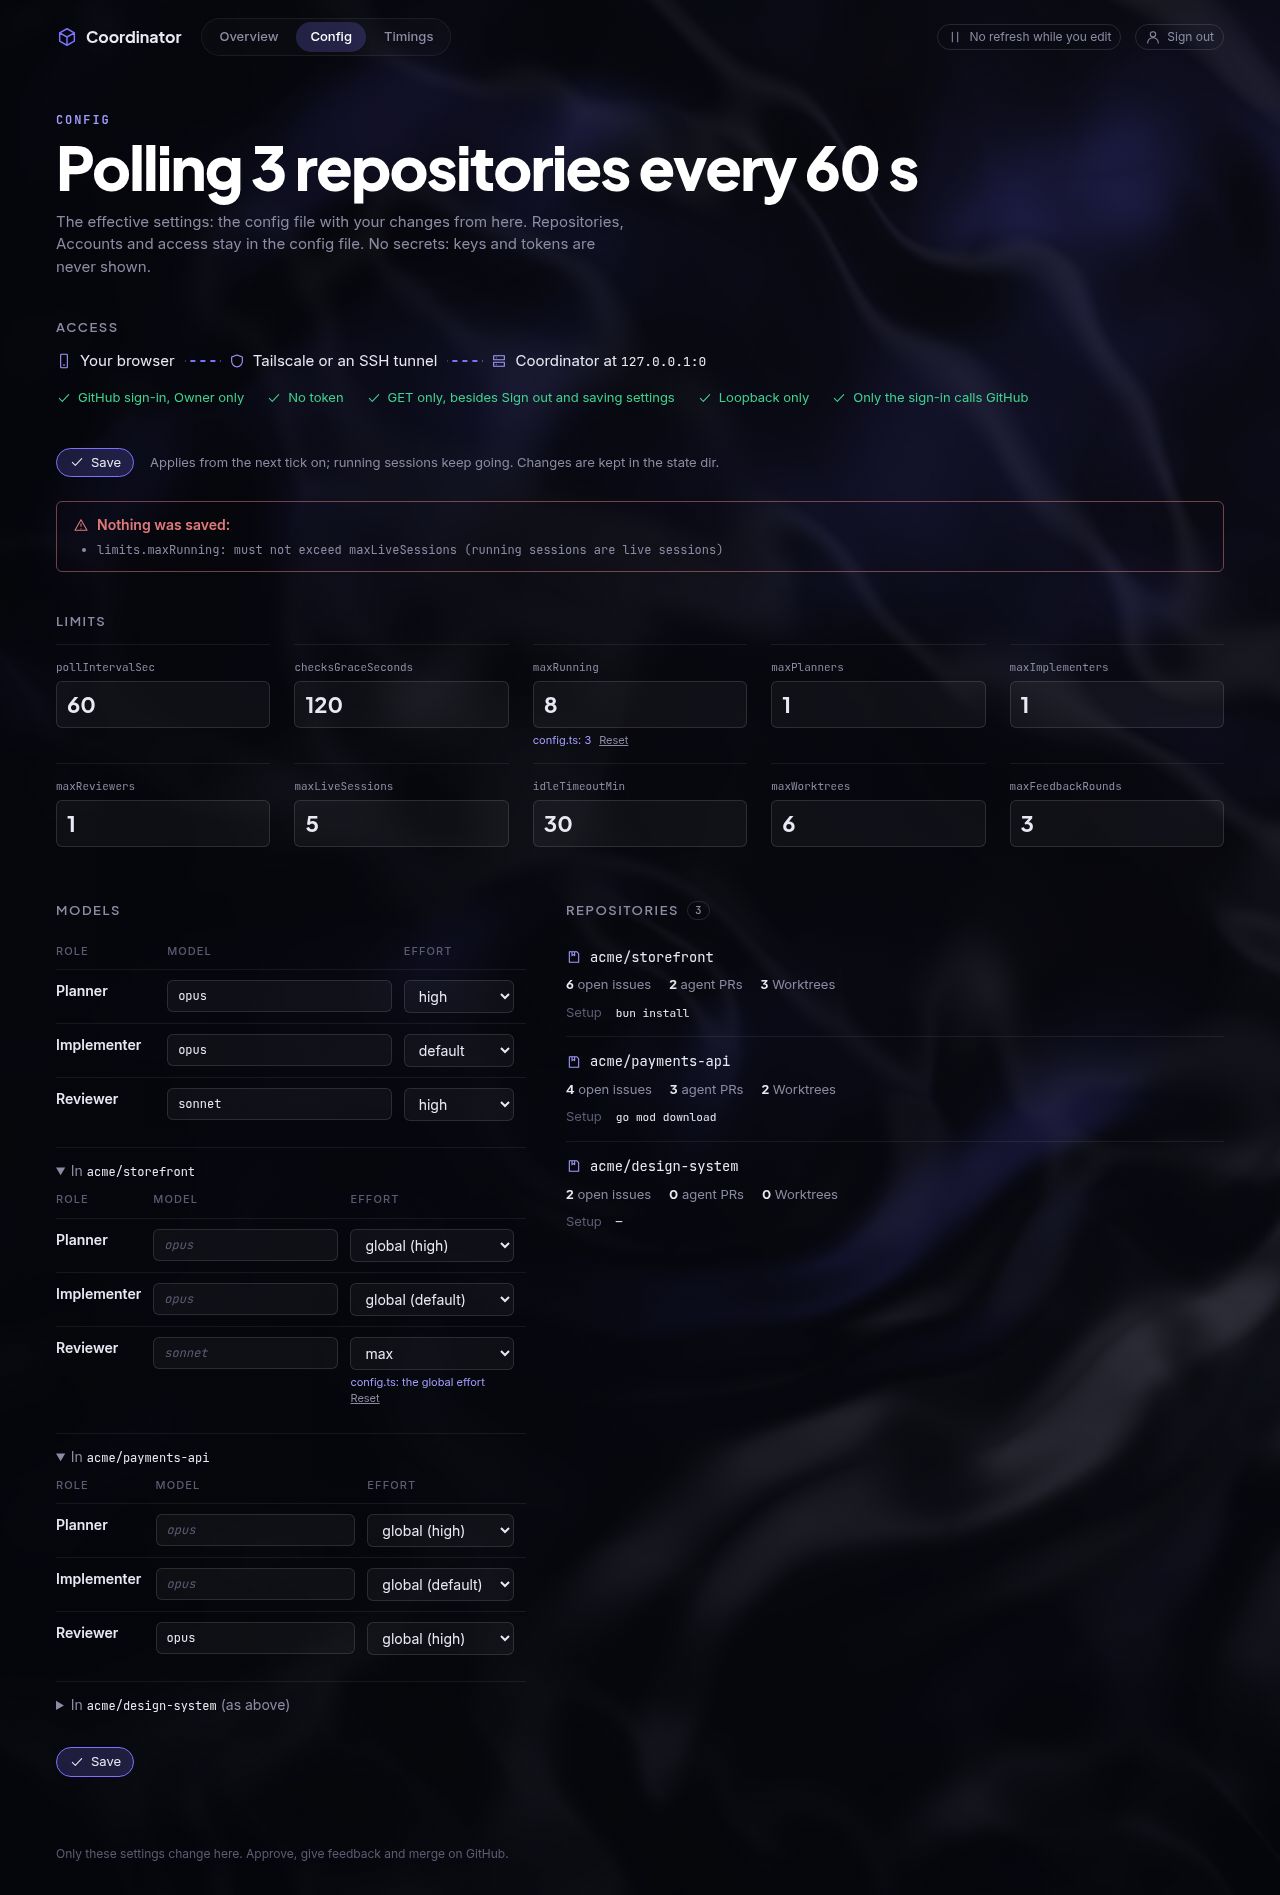 Coordinator Overview Config Timings No refresh while you edit Sign out
CONFIG
Polling 3 repositories every 60 s
The effective settings: the config file with your changes from here. Repositories,
Accounts and access stay in the config file. No secrets: keys and tokens are
never shown.
ACCESS
Your browser Tailscale or an SSH tunnel Coordinator at 127.0.0.1:0
GitHub sign-in, Owner only No token GET only, besides Sign out and saving settings Loopback only Only the sign-in calls GitHub
Save Applies from the next tick on; running sessions keep going. Changes are kept in the state dir.
Nothing was saved:
• limits.maxRunning: must not exceed maxLiveSessions (running sessions are live sessions)
LIMITS
pollIntervalSec checksGraceSeconds maxRunning maxPlanners maxImplementers
60 120 8 1 1
config.ts: 3 Reset
maxReviewers maxLiveSessions idleTimeoutMin maxWorktrees maxFeedbackRounds
1 5 30 6 3
MODELS
ROLE MODEL EFFORT
Planner opus high
Implementer opus default
Reviewer sonnet high
In acme/storefront
ROLE MODEL EFFORT
Planner opus global (high)
Implementer opus global (default)
Reviewer sonnet max
config.ts: the global effort
Reset
In acme/payments-api
ROLE MODEL EFFORT
Planner opus global (high)
Implementer opus global (default)
Reviewer opus global (high)
In acme/design-system (as above)
Save
REPOSITORIES 3
acme/storefront
6 open issues 2 agent PRs 3 Worktrees
Setup bun install
acme/payments-api
4 open issues 3 agent PRs 2 Worktrees
Setup go mod download
acme/design-system
2 open issues 0 agent PRs 0 Worktrees
Setup –
Only these settings change here. Approve, give feedback and merge on GitHub.